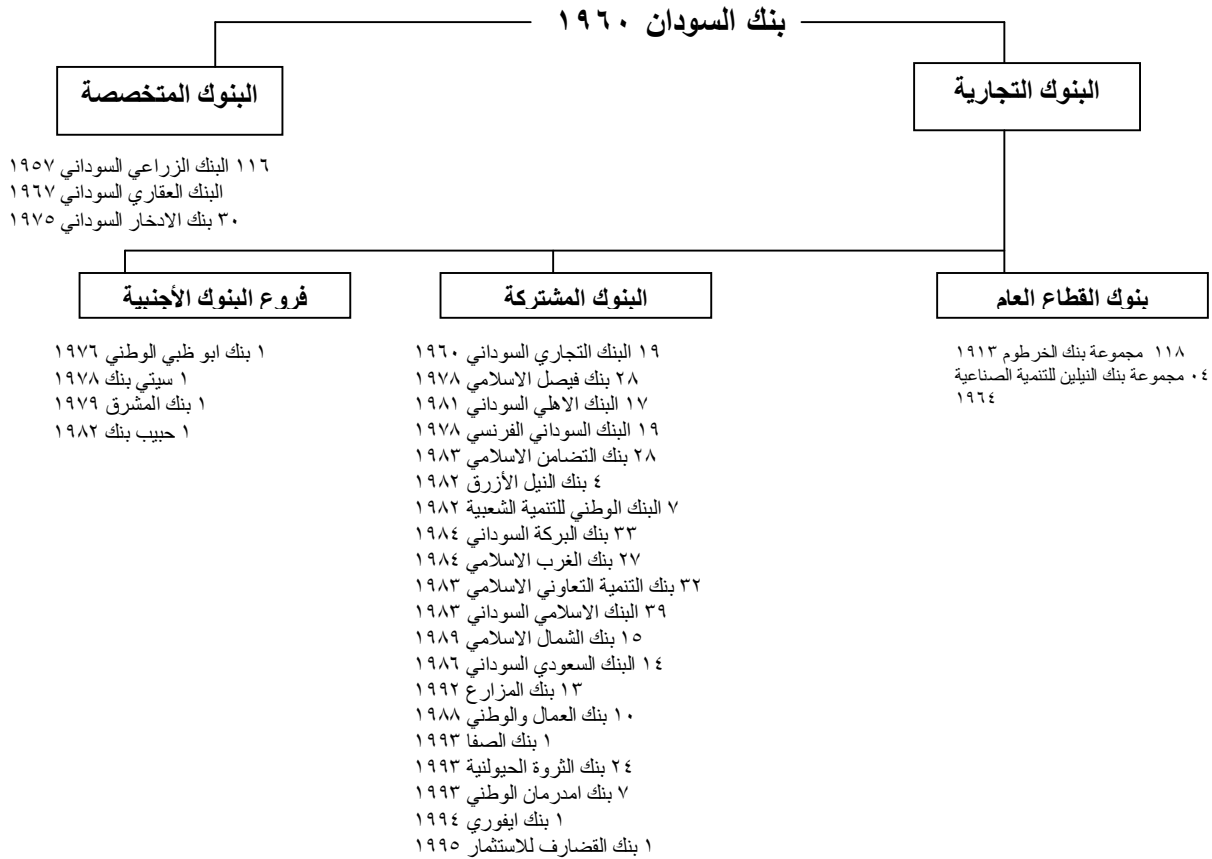 بنك السودان ١٩٦٠
البنوك التجارية
البنوك المتخصصة
١١٦ البنك الزراعي السوداني ١٩٥٧
البنك العقاري السوداني ١٩٦٧
٣٠ بنك الادخار السوداني ١٩٧٥
بنوك القطاع العام
البنوك المشتركة
فروع البنوك الأجنبية
١١٨ مجموعة بنك الخرطوم ١٩١٣
٠٤ مجموعة بنك النيلين للتنمية الصناعية
١٩٦٤
١٩ البنك التجاري السوداني ١٩٦٠
٢٨ بنك فيصل الاسلامي ١٩٧٨
١٧ البنك الاهلي السوداني ١٩٨١
١٩ البنك السوداني الفرنسي ١٩٧٨
٢٨ بنك التضامن الاسلامي ١٩٨٣
٤ بنك النيل الأزرق ١٩٨٢
٧ البنك الوطني للتنمية الشعبية ١٩٨٢
٣٣ بنك البركة السوداني ١٩٨٤
٢٧ بنك الغرب الاسلامي ١٩٨٤
٣٢ بنك التنمية التعاوني الاسلامي ١٩٨٣
٣٩ البنك الاسلامي السوداني ١٩٨٣
١٥ بنك الشمال الاسلامي ١٩٨٩
١٤ البنك السعودي السوداني ١٩٨٦
١٣ بنك المزارع ١٩٩٢
١٠ بنك العمال والوطني ١٩٨٨
١ بنك الصفا ١٩٩٣
٢٤ بنك الثروة الحيولنية ١٩٩٣
٧ بنك امدرمان الوطني ١٩٩٣
١ بنك ايفوري ١٩٩٤
١ بنك القضارف للاستثمار ١٩٩٥
١ بنك ابو ظبي الوطني ١٩٧٦
١ سيتي بنك ١٩٧٨
١ بنك المشرق ١٩٧٩
١ حبيب بنك ١٩٨٢